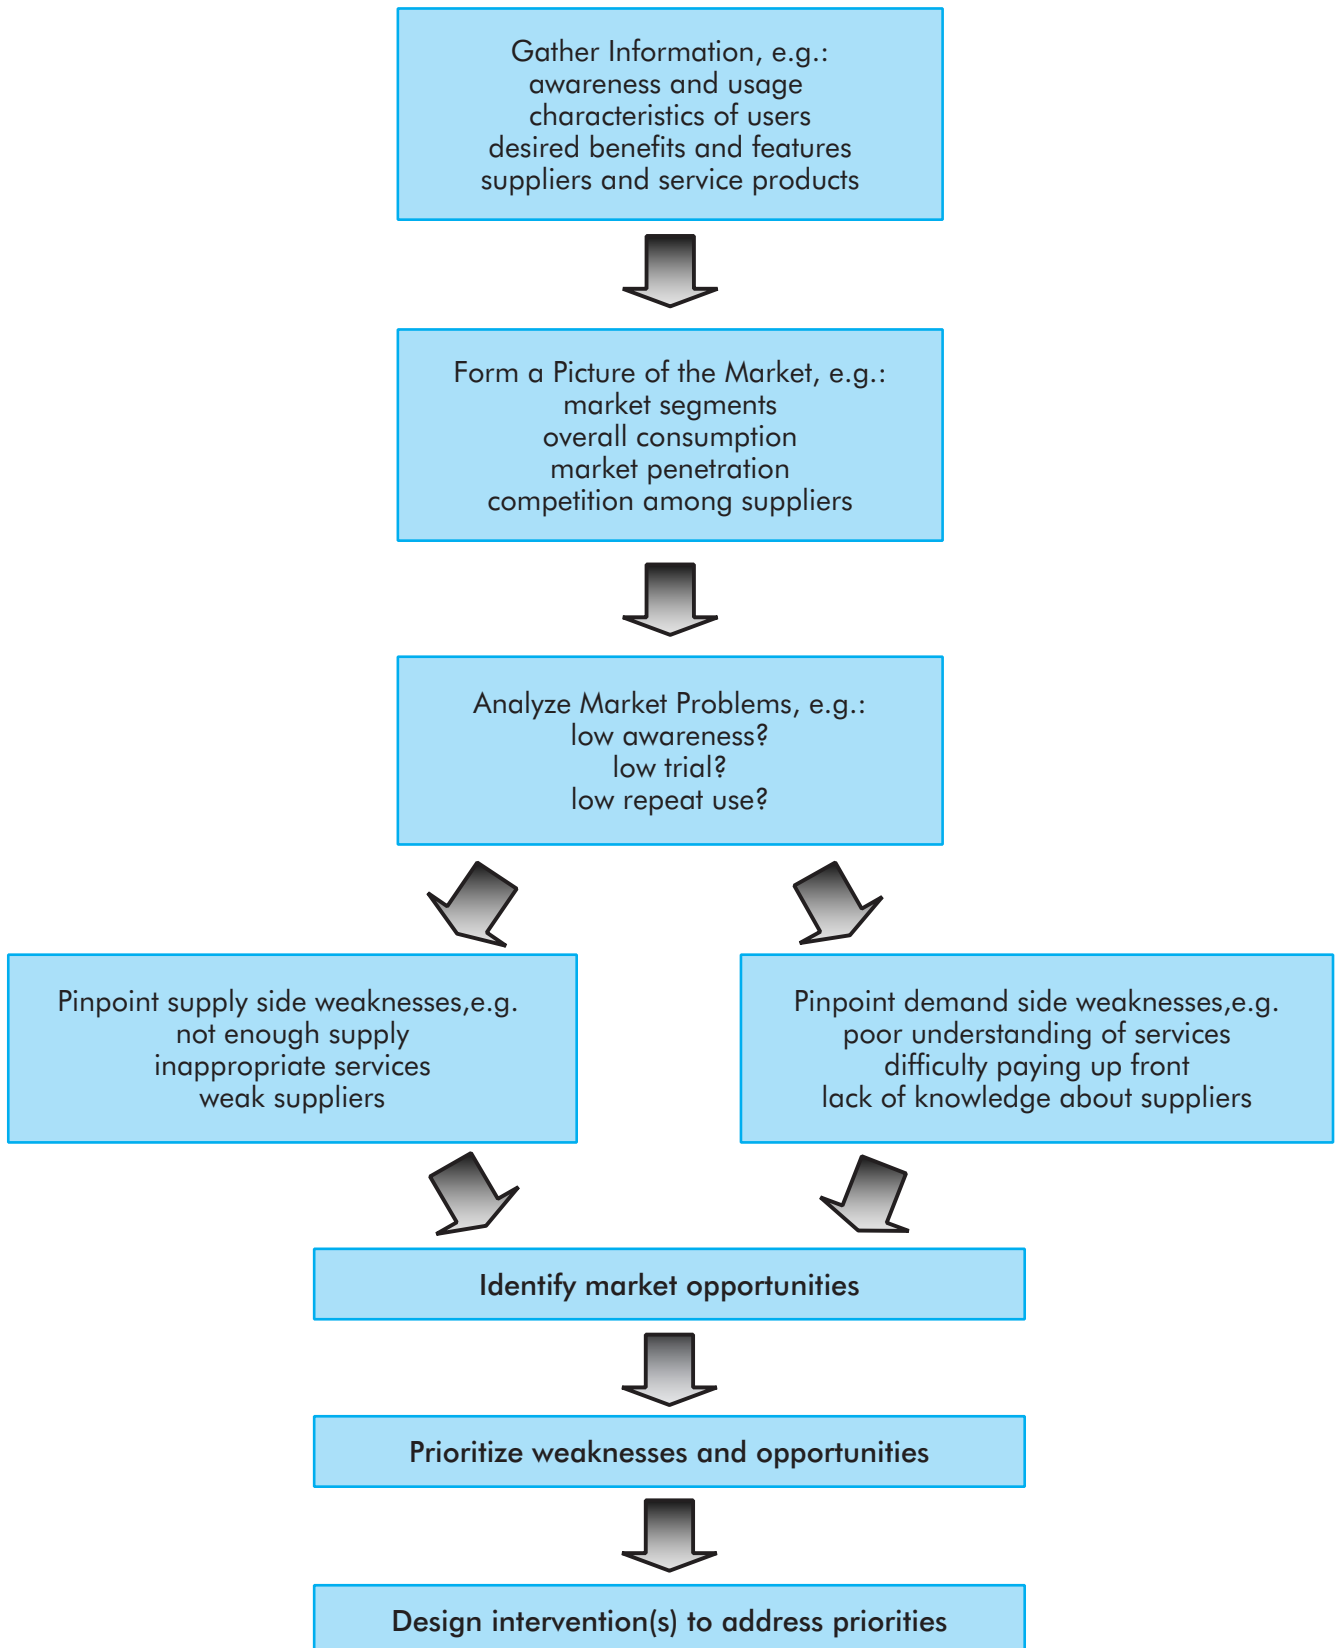 Gather Information, e.g.:
awareness and usage
characteristics of users
desired benefits and features
suppliers and service products
Form a Picture of the Market, e.g.:
market segments
overall consumption
market penetration
competition among suppliers
Analyze Market Problems, e.g.:
low awareness?
low trial?
low repeat use?
Pinpoint supply side weaknesses,e.g.
not enough supply
inappropriate services
weak suppliers
Pinpoint demand side weaknesses,e.g.
poor understanding of services
difficulty paying up front
lack of knowledge about suppliers
Identify market opportunities
Prioritize weaknesses and opportunities
Design intervention(s) to address priorities